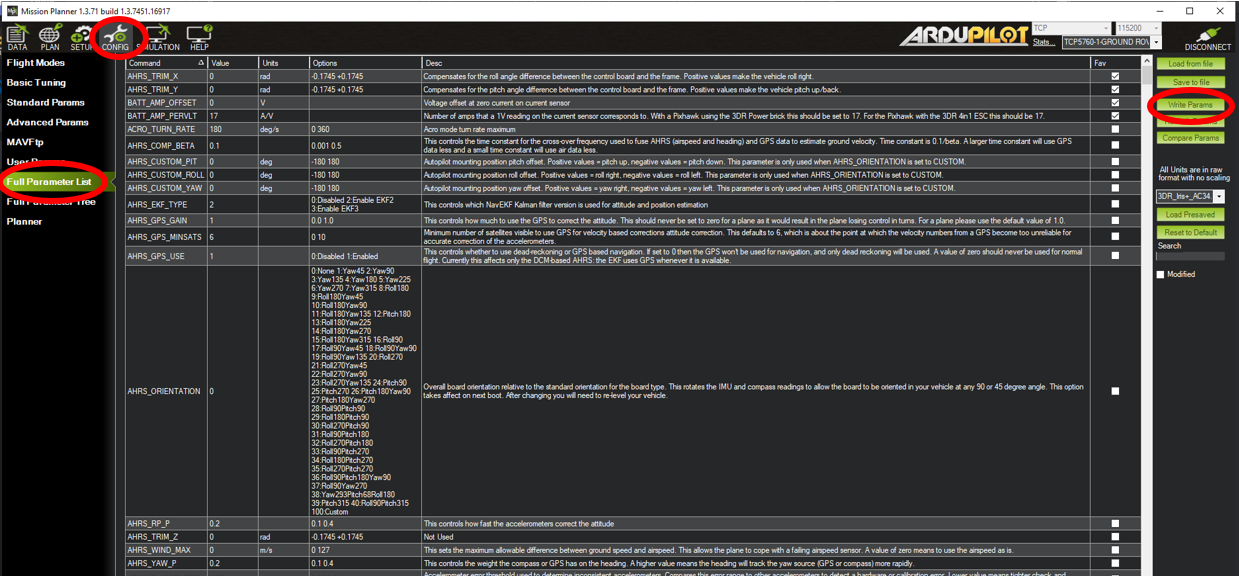 Mission Planner 1.3.71 build 1.3.7451.16917
DATA PLAN SETUP CONFIG SIMULATION HELP
ARDUPILOT
TCP 115200
Stats... TCP5760-1-GROUND ROV
DISCONNECT
Flight Modes
Basic Tuning
Standard Params
Advanced Params
MAVFtp
User Params
Full Parameter List
Full Parameter Tree
Planner
Command Value Units Options Desc Fav
AHRS_TRIM_X 0 rad -0.1745 +0.1745 Compensates for the roll angle difference between the control board and the frame. Positive values make the vehicle roll right.
AHRS_TRIM_Y 0 rad -0.1745 +0.1745 Compensates for the pitch angle difference between the control board and the frame. Positive values make the vehicle pitch up/back.
BATT_AMP_OFFSET 0 V Voltage offset at zero current on current sensor
BATT_AMP_PERVLT 17 A/V Number of amps that a 1V reading on the current sensor corresponds to. With a Pixhawk using the 3DR Power brick this should be set to 17. For the Pixhawk with the 3DR 4in1 ESC this should be 17.
ACRO_TURN_RATE 180 deg/s 0 360 Acro mode turn rate maximum
AHRS_COMP_BETA 0.1 0.001 0.5 This controls the time constant for the cross-over frequency used to fuse AHRS (airspeed and heading) and GPS data to estimate ground velocity. Time constant is 0.1/beta. A larger time constant will use GPS
data less and a small time constant will use air data less.
AHRS_CUSTOM_PIT 0 deg -180 180 Autopilot mounting position pitch offset. Positive values = pitch up, negative values = pitch down. This parameter is only used when AHRS_ORIENTATION is set to CUSTOM.
AHRS_CUSTOM_ROLL 0 deg -180 180 Autopilot mounting position roll offset. Positive values = roll right, negative values = roll left. This parameter is only used when AHRS_ORIENTATION is set to CUSTOM.
AHRS_CUSTOM_YAW 0 deg -180 180 Autopilot mounting position yaw offset. Positive values = yaw right, negative values = yaw left. This parameter is only used when AHRS_ORIENTATION is set to CUSTOM.
AHRS_EKF_TYPE 2 0:Disabled 2:Enable EKF2
3:Enable EKF3 This controls which NavEKF Kalman filter version is used for attitude and position estimation
AHRS_GPS_GAIN 1 0.0 1.0 This controls how much to use the GPS to correct the attitude. This should never be set to zero for a plane as it would result in the plane losing control in turns. For a plane please use the default value of 1.0.
AHRS_GPS_MINSATS 6 0 10 Minimum number of satellites visible to use GPS for velocity based corrections attitude correction. This defaults to 6, which is about the point at which the velocity numbers from a GPS become too unreliable for
accurate correction of the accelerometers.
AHRS_GPS_USE 1 0:Disabled 1:Enabled This controls whether to use dead-reckoning or GPS based navigation. If set to 0 then the GPS won't be used for navigation, and only dead reckoning will be used. A value of zero should never be used for normal
flight. Currently this affects only the DCM-based AHRS: the EKF uses GPS whenever it is available.
AHRS_ORIENTATION 0
0:None 1:Yaw45 2:Yaw90
3:Yaw135 4:Yaw180 5:Yaw225
6:Yaw270 7:Yaw315 8:Roll180
9:Roll180Yaw45
10:Roll180Yaw90
11:Roll180Yaw135 12:Pitch180
13:Roll180Yaw225
14:Roll180Yaw270
15:Roll180Yaw315 16:Roll90
17:Roll90Yaw45 18:Roll90Yaw90
19:Roll90Yaw135 20:Roll270
21:Roll270Yaw45
22:Roll270Yaw90
23:Roll270Yaw135 24:Pitch90
25:Pitch270 26:Pitch180Yaw90
27:Pitch180Yaw270
28:Roll90Pitch90
29:Roll180Pitch90
30:Roll270Pitch90
31:Roll90Pitch180
32:Roll270Pitch180
33:Roll90Pitch270
34:Roll180Pitch270
35:Roll270Pitch270
36:Roll90Pitch180Yaw90
37:Roll90Yaw270
38:Yaw293Pitch68Roll180
39:Pitch315 40:Roll90Pitch315
100:Custom
Overall board orientation relative to the standard orientation for the board type. This rotates the IMU and compass readings to allow the board to be oriented in your vehicle at any 90 or 45 degree angle. This option
takes affect on next boot. After changing you will need to re-level your vehicle.
AHRS_RP_P 0.2 0.1 0.4 This controls how fast the accelerometers correct the attitude
AHRS_TRIM_Z 0 rad -0.1745 +0.1745 Not Used
AHRS_WIND_MAX 0 m/s 0 127 This sets the maximum allowable difference between ground speed and airspeed. This allows the plane to cope with a failing airspeed sensor. A value of zero means to use the airspeed as is.
AHRS_YAW_P 0.2 0.1 0.4 This controls the weight the compass or GPS has on the heading. A higher value means the heading will track the yaw source (GPS or compass) more rapidly.
Load from file
Save to file
Write Params
Compare Params
All Units are in raw
format with no scaling
3DR_Iris+_AC34.
Load Presaved
Reset to Default
Search
Modified